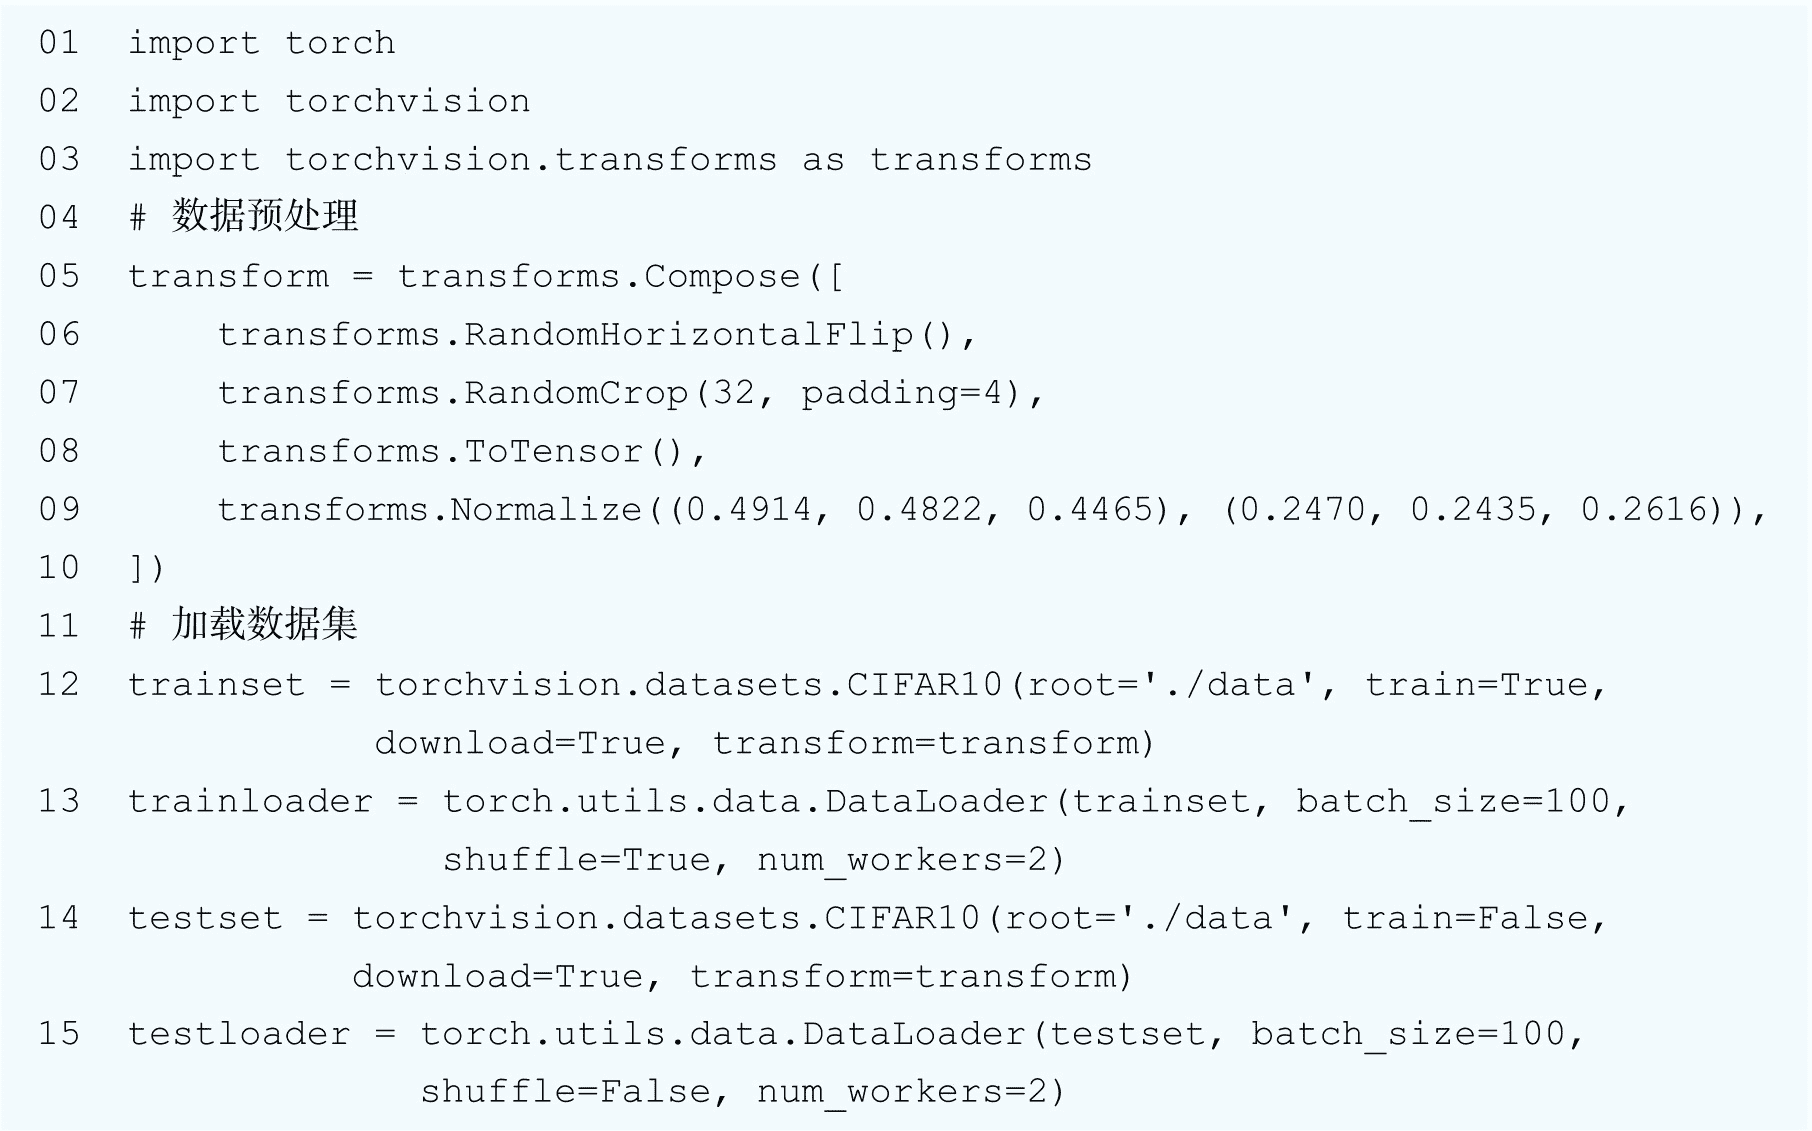 01 import torch
02 import torchvision
03 import torchvision.transforms as transforms
04 # 数据预处理
05 transform = transforms.Compose([
06     transforms.RandomHorizontalFlip(),
07     transforms.RandomCrop(32, padding=4),
08     transforms.ToTensor(),
09     transforms.Normalize((0.4914, 0.4822, 0.4465), (0.2470, 0.2435, 0.2616)),
10 ])
11 # 加载数据集
12 trainset = torchvision.datasets.CIFAR10(root='./data', train=True,
download=True, transform=transform)
13 trainloader = torch.utils.data.DataLoader(trainset, batch_size=100,
shuffle=True, num_workers=2)
14 testset = torchvision.datasets.CIFAR10(root='./data', train=False,
download=True, transform=transform)
15 testloader = torch.utils.data.DataLoader(testset, batch_size=100,
shuffle=False, num_workers=2)